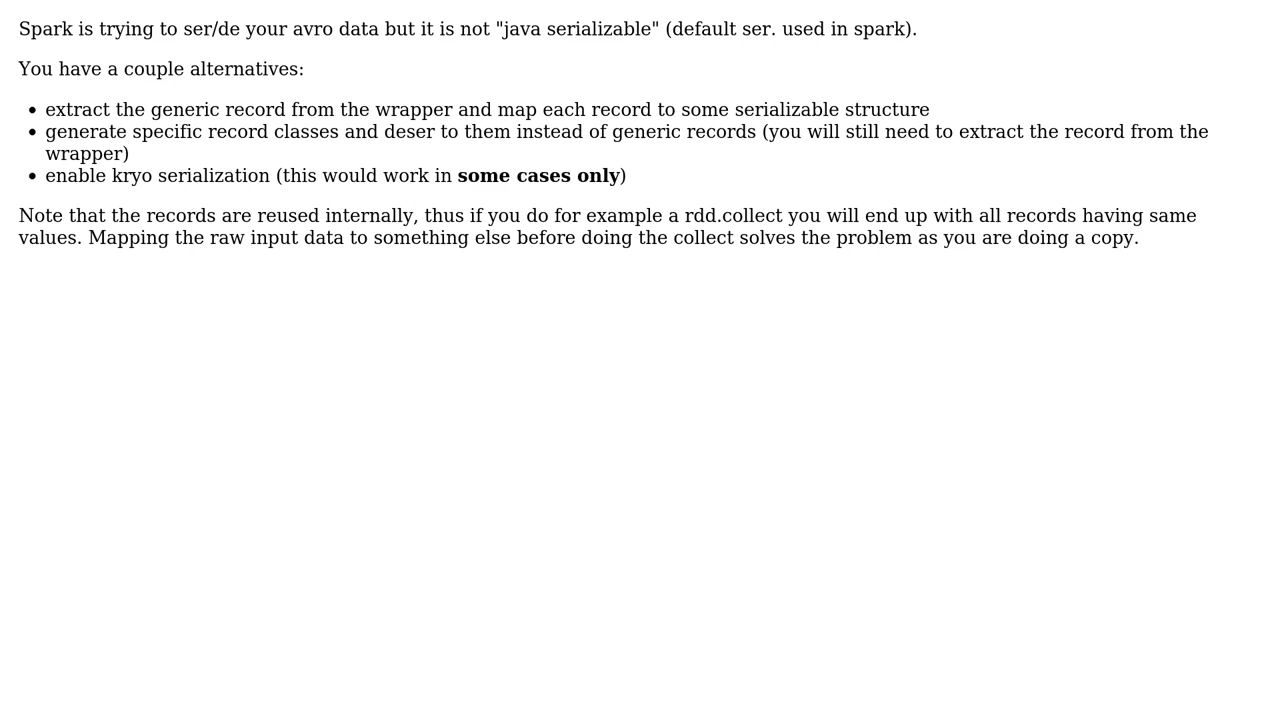 Spark is trying to ser/de your avro data but it is not "java serializable" (default ser. used in spark).
You have a couple alternatives:
• extract the generic record from the wrapper and map each record to some serializable structure
• generate specific record classes and deser to them instead of generic records (you will still need to extract the record from the
wrapper)
• enable kryo serialization (this would work in some cases only)
Note that the records are reused internally, thus if you do for example a rdd.collect you will end up with all records having same
values. Mapping the raw input data to something else before doing the collect solves the problem as you are doing a copy.